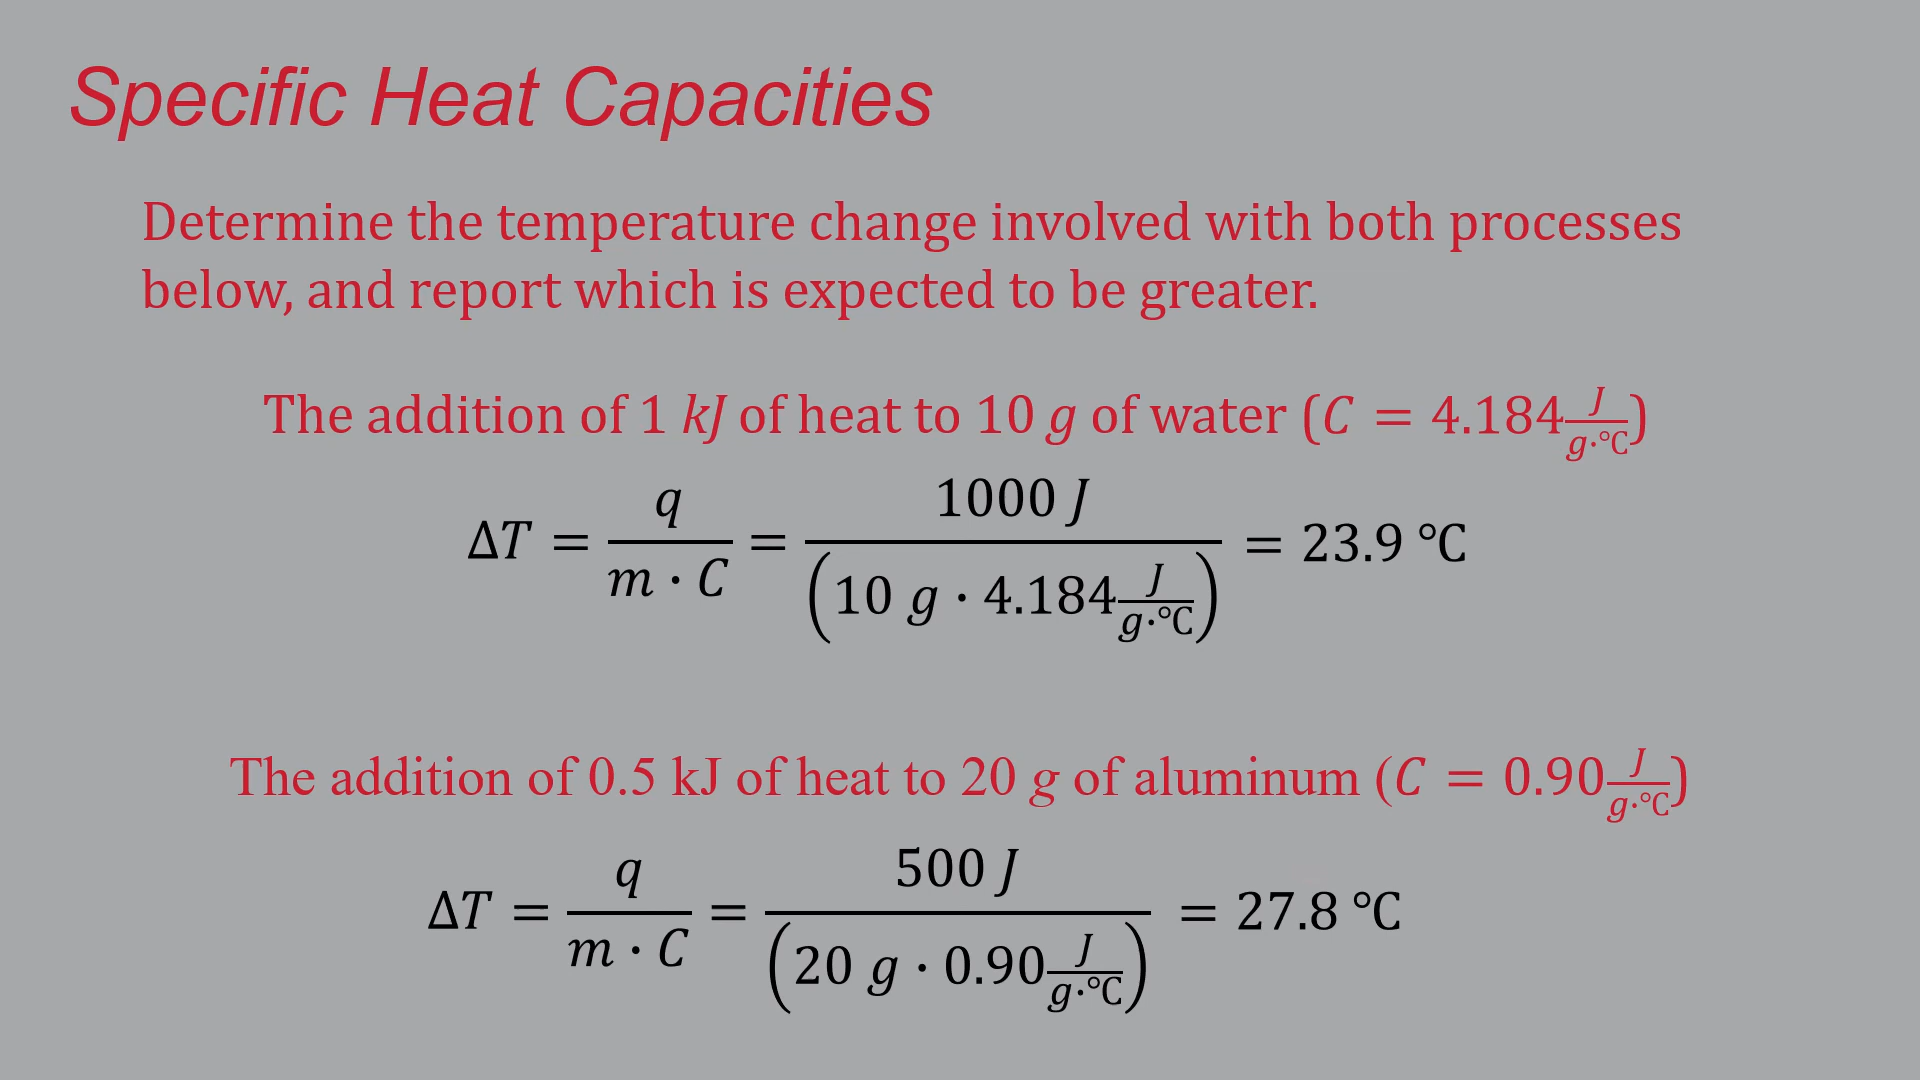 Specific Heat Capacities
Determine the temperature change involved with both processes
below, and report which is expected to be greater.
The addition of 1 kJ of heat to 10 g of water (C = 4.184 J/(g·℃))
ΔT = q/(m · C) = 1000 J/(10 g · 4.184 J/(g·℃)) = 23.9 ℃
The addition of 0.5 kJ of heat to 20 g of aluminum (C = 0.90 J/(g·℃))
ΔT = q/(m · C) = 500 J/(20 g · 0.90 J/(g·℃)) = 27.8 ℃